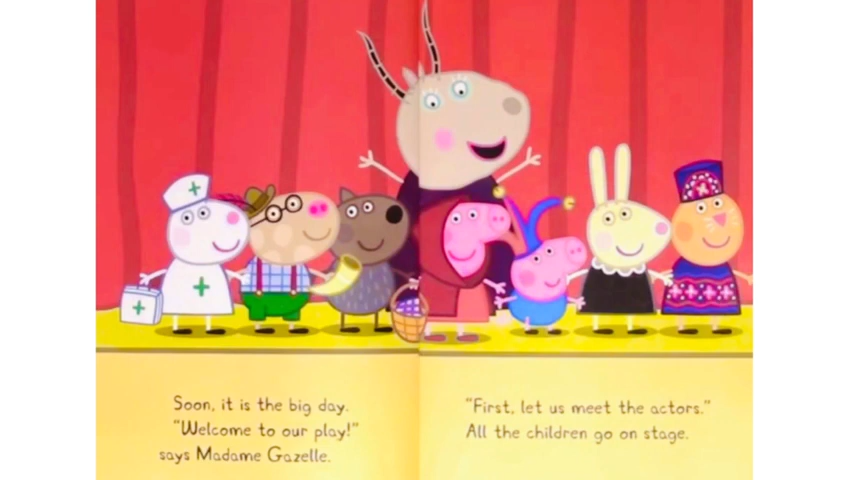 Soon, it is the big day.
"Welcome to our play!"
says Madame Gazelle.
"First, let us meet the actors."
All the children go on stage.